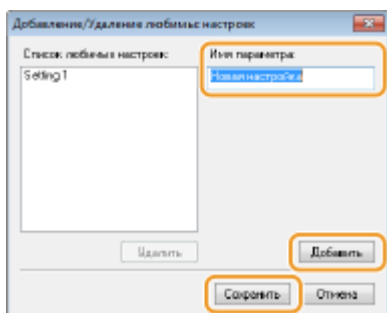 Добавление/Удаление любимых настроек
Список любимых настроек:
Setting 1
Имя параметра:
Новая настройка
Удалить
Добавить
Сохранить
Отмена